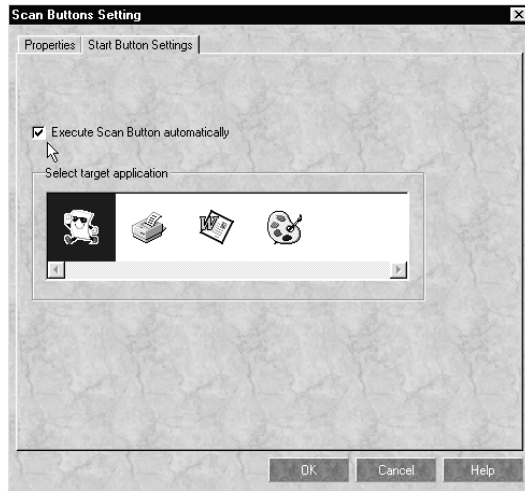 Scan Buttons Setting
Properties
Start Button Settings
Execute Scan Button automatically
Select target application
W
OK
Cancel
Help